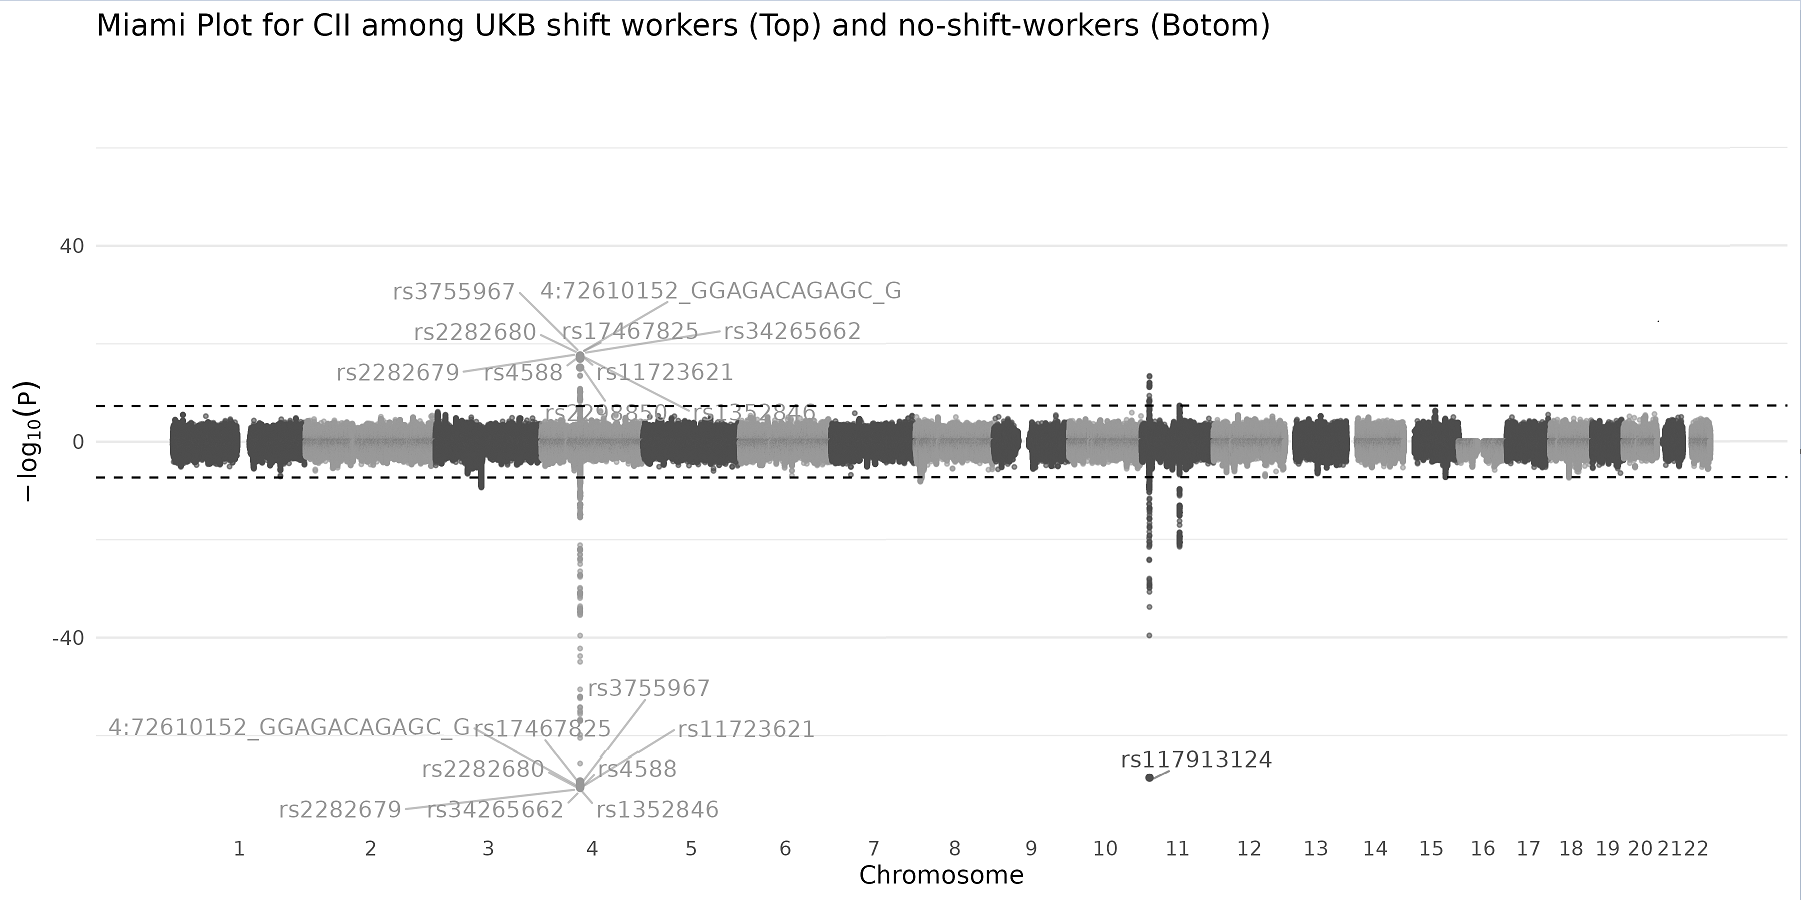 Miami Plot for CII among UKB shift workers (Top) and no-shift-workers (Botom)
40
rs3755967 4:72610152_GGAGACAGAGC_G
rs2282680 rs17467825 rs34265662
rs2282679 rs4588 rs11723621
rs2298850 rs1352846
0
−log10(P)
-40
rs3755967
4:72610152_GGAGACAGAGC_G rs17467825 rs11723621
rs117913124
rs2282680 rs4588
rs2282679 rs34265662 rs1352846
1 2 3 4 5 6 7 8 9 10 11 12 13 14 15 16 17 18 19 20 21 22
Chromosome